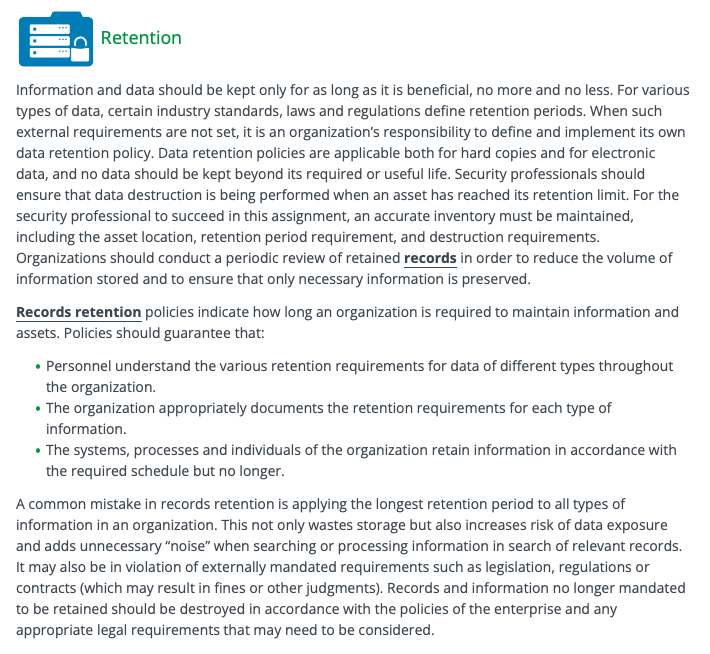 Retention
Information and data should be kept only for as long as it is beneficial, no more and no less. For various
types of data, certain industry standards, laws and regulations define retention periods. When such
external requirements are not set, it is an organization’s responsibility to define and implement its own
data retention policy. Data retention policies are applicable both for hard copies and for electronic
data, and no data should be kept beyond its required or useful life. Security professionals should
ensure that data destruction is being performed when an asset has reached its retention limit. For the
security professional to succeed in this assignment, an accurate inventory must be maintained,
including the asset location, retention period requirement, and destruction requirements.
Organizations should conduct a periodic review of retained records in order to reduce the volume of
information stored and to ensure that only necessary information is preserved.
Records retention policies indicate how long an organization is required to maintain information and
assets. Policies should guarantee that:
• Personnel understand the various retention requirements for data of different types throughout
the organization.
• The organization appropriately documents the retention requirements for each type of
information.
• The systems, processes and individuals of the organization retain information in accordance with
the required schedule but no longer.
A common mistake in records retention is applying the longest retention period to all types of
information in an organization. This not only wastes storage but also increases risk of data exposure
and adds unnecessary “noise” when searching or processing information in search of relevant records.
It may also be in violation of externally mandated requirements such as legislation, regulations or
contracts (which may result in fines or other judgments). Records and information no longer mandated
to be retained should be destroyed in accordance with the policies of the enterprise and any
appropriate legal requirements that may need to be considered.